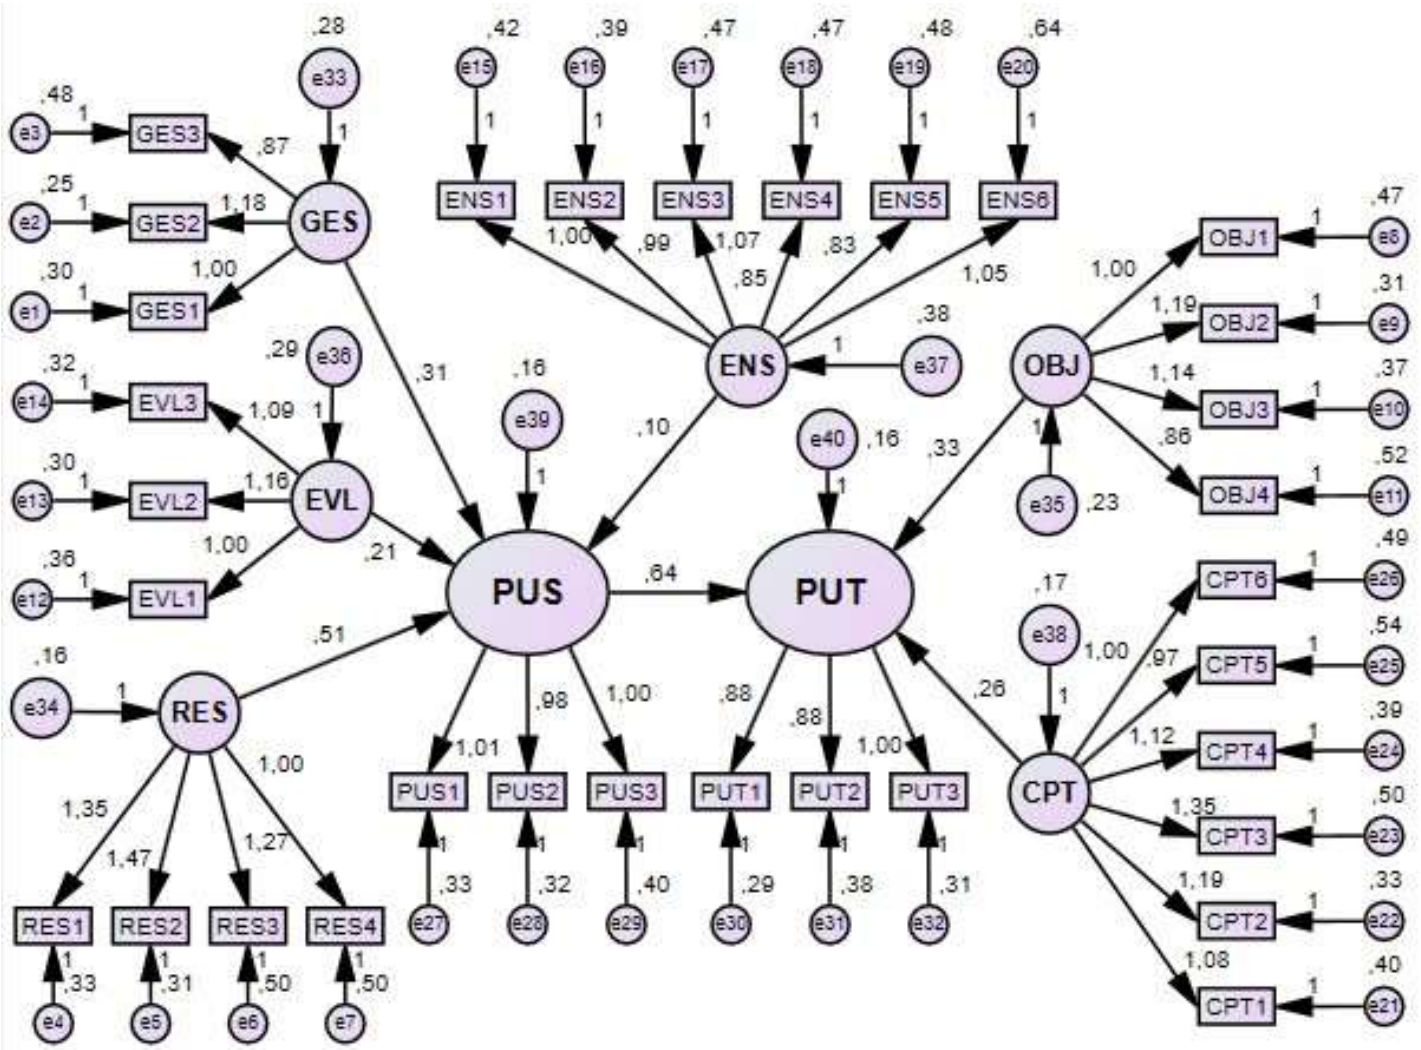 ,28
,42 ,39 ,47 ,47 ,48 ,64
e33 e15 e16 e17 e18 e19 e20
,48
e3 1 GES3 ,87 1 1 1 1 1 1 1
,25
e2 1 GES2 1,18 GES ENS1 ENS2 ENS3 ENS4 ENS5 ENS6
,47
OBJ1 1 e8
,30 1,00
e1 1 GES1
1,00 ,99 1,07 ,85 ,83 1,05
1,00
,31
1,19 OBJ2 1 e9
,29 e36
,38
ENS 1 e37
OBJ
,32
e14 1 EVL3 1,09 1
,31
,16
e39
,37
1,14 OBJ3 1 e10
,10
e40 ,16
,33
1
,86
,52
OBJ4 1 e11
,30
e13 1 EVL2 1,16 EVL
1
1
e35 ,23
,36 1,00
e12 1 EVL1
,21
PUS ,64 PUT
,17
e38
,49
CPT6 1 e26
1,00 ,97
,54
CPT5 1 e25
,16
e34 1 RES
,51
,26
1
,39
1,12 CPT4 1 e24
1,35 1,47 1,27 1,00
1,01 ,98 1,00
,88 ,88 1,00
CPT
PUS1 PUS2 PUS3 PUT1 PUT2 PUT3
,50
1,35 CPT3 1 e23
1 1 1 1 1 1
,33 ,32 ,40 ,29 ,38 ,31
e27 e28 e29 e30 e31 e32
,33
1,19 CPT2 1 e22
RES1 RES2 RES3 RES4
1 1 1 1
,33 ,31 ,50 ,50
e4 e5 e6 e7
,40
1,08 CPT1 1 e21